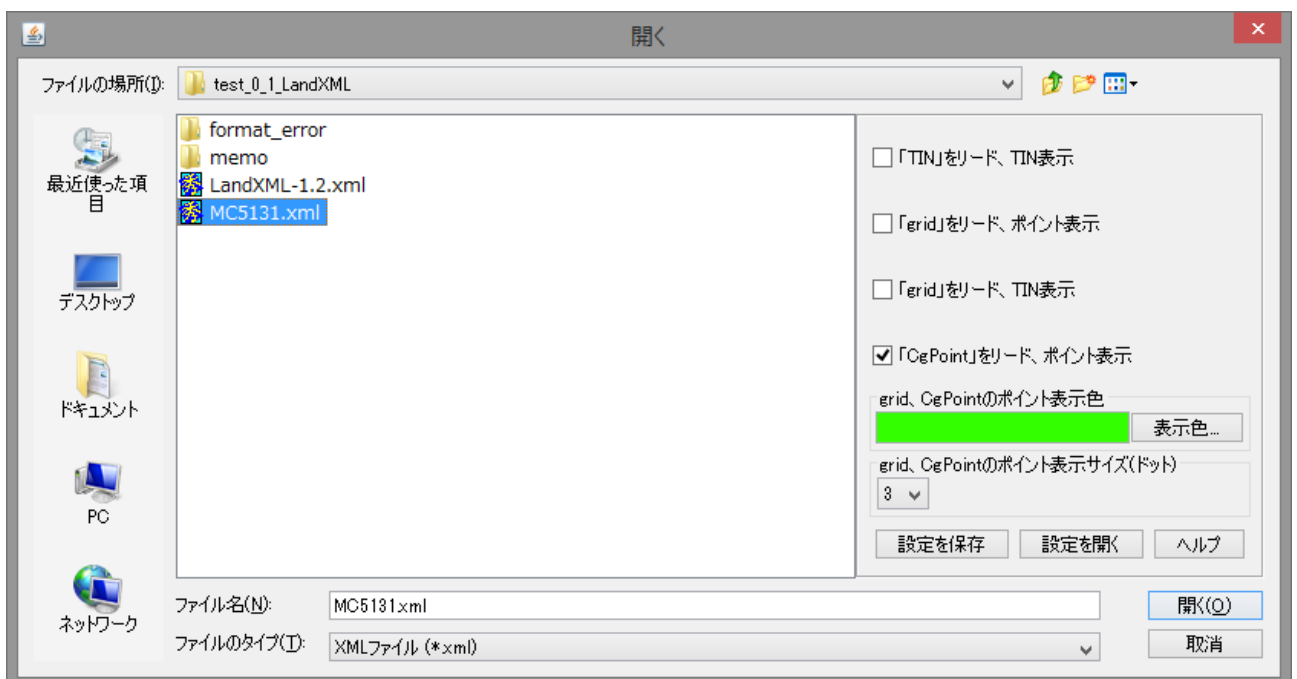 開く
ファイルの場所(I):
test_0_1_LandXML
最近使った項
目
デスクトップ
ドキュメント
PC
ネットワーク
format_error
memo
LandXML-1.2.xml
MC5131.xml
「TIN」をリード、TIN表示
「grid」をリード、ポイント表示
「grid」をリード、TIN表示
「CgPoint」をリード、ポイント表示
grid、CgPointのポイント表示色
表示色...
grid、CgPointのポイント表示サイズ(ドット)
3
設定を保存
設定を開く
ヘルプ
ファイル名(N):
MC5131.xml
開く(O)
ファイルのタイプ(T):
XMLファイル (*.xml)
取消